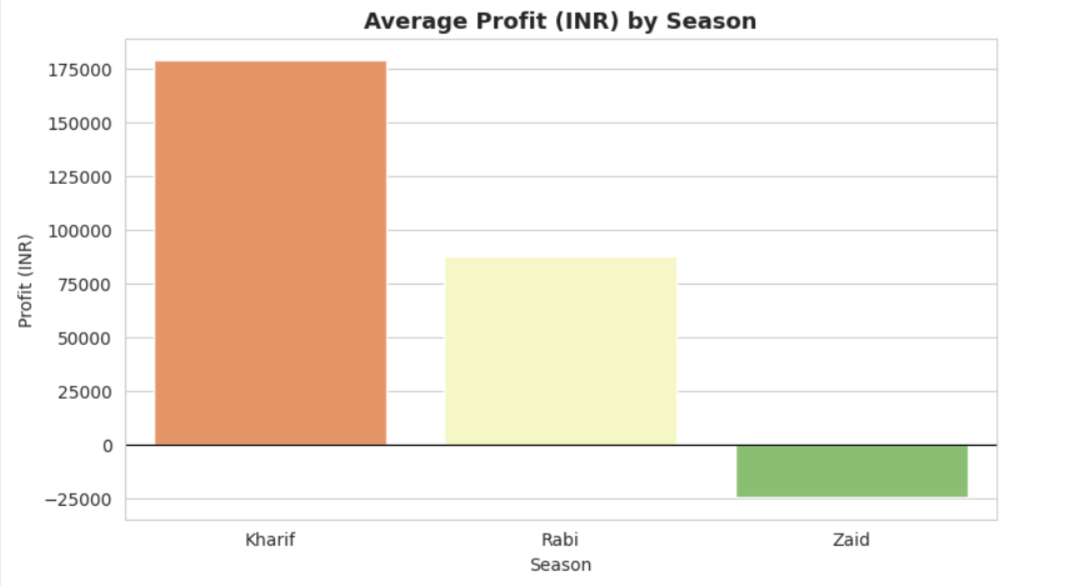 Average Profit (INR) by Season
Profit (INR)
175000
150000
125000
100000
75000
50000
25000
0
−25000
Kharif Rabi Zaid
Season